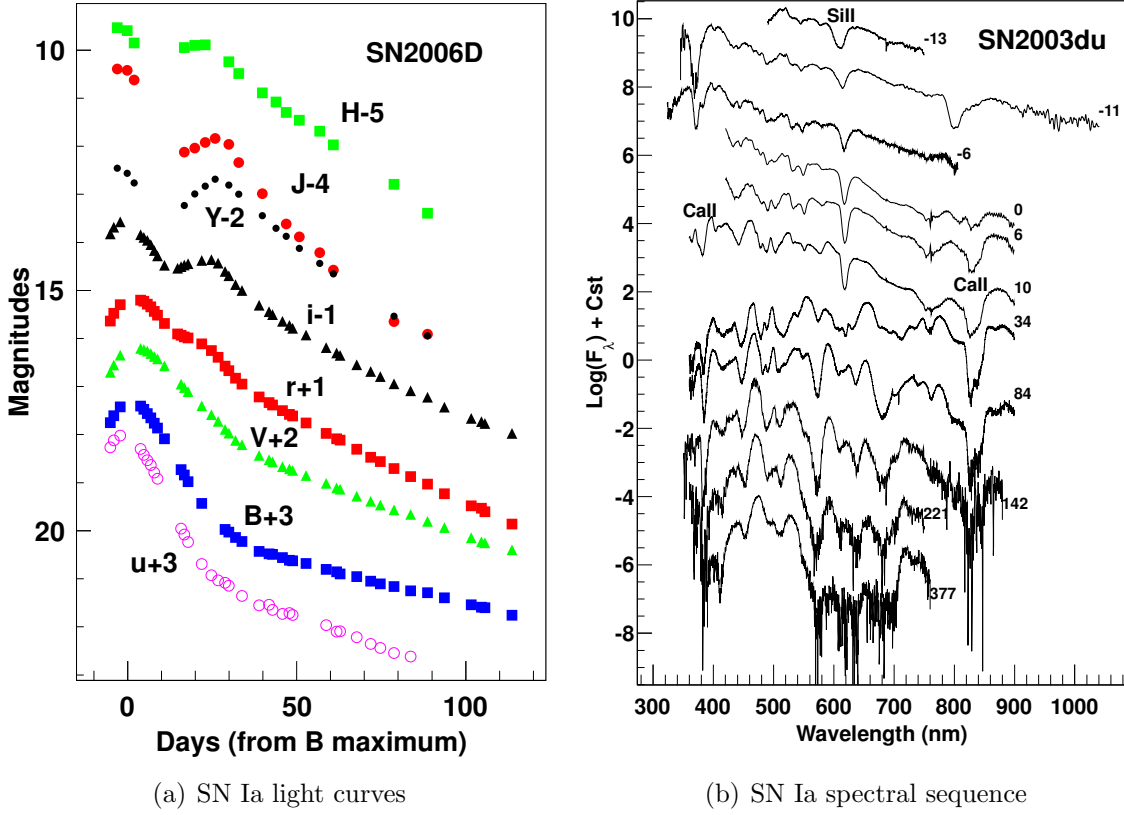 SN2006D
H-5
J-4
Y-2
i-1
r+1
V+2
B+3
u+3
10
15
20
Magnitudes
0 50 100
Days (from B maximum)
(a) SN Ia light curves
SN2003du
SiII
CaII
CaII
-13
-11
-6
0
6
10
34
84
142
221
377
10
8
6
4
2
0
-2
-4
-6
-8
Log(Fλ) + Cst
300 400 500 600 700 800 900 1000
Wavelength (nm)
(b) SN Ia spectral sequence